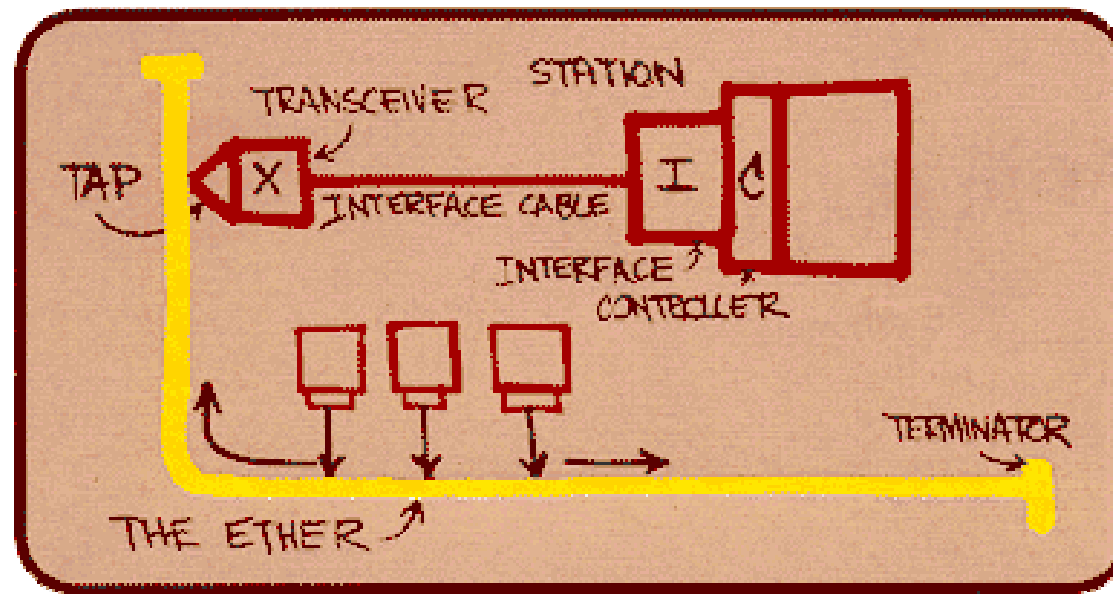 STATION
TRANSCEIVER
TAP
X
I
C
INTERFACE CABLE
INTERFACE
CONTROLLER
TERMINATOR
THE ETHER